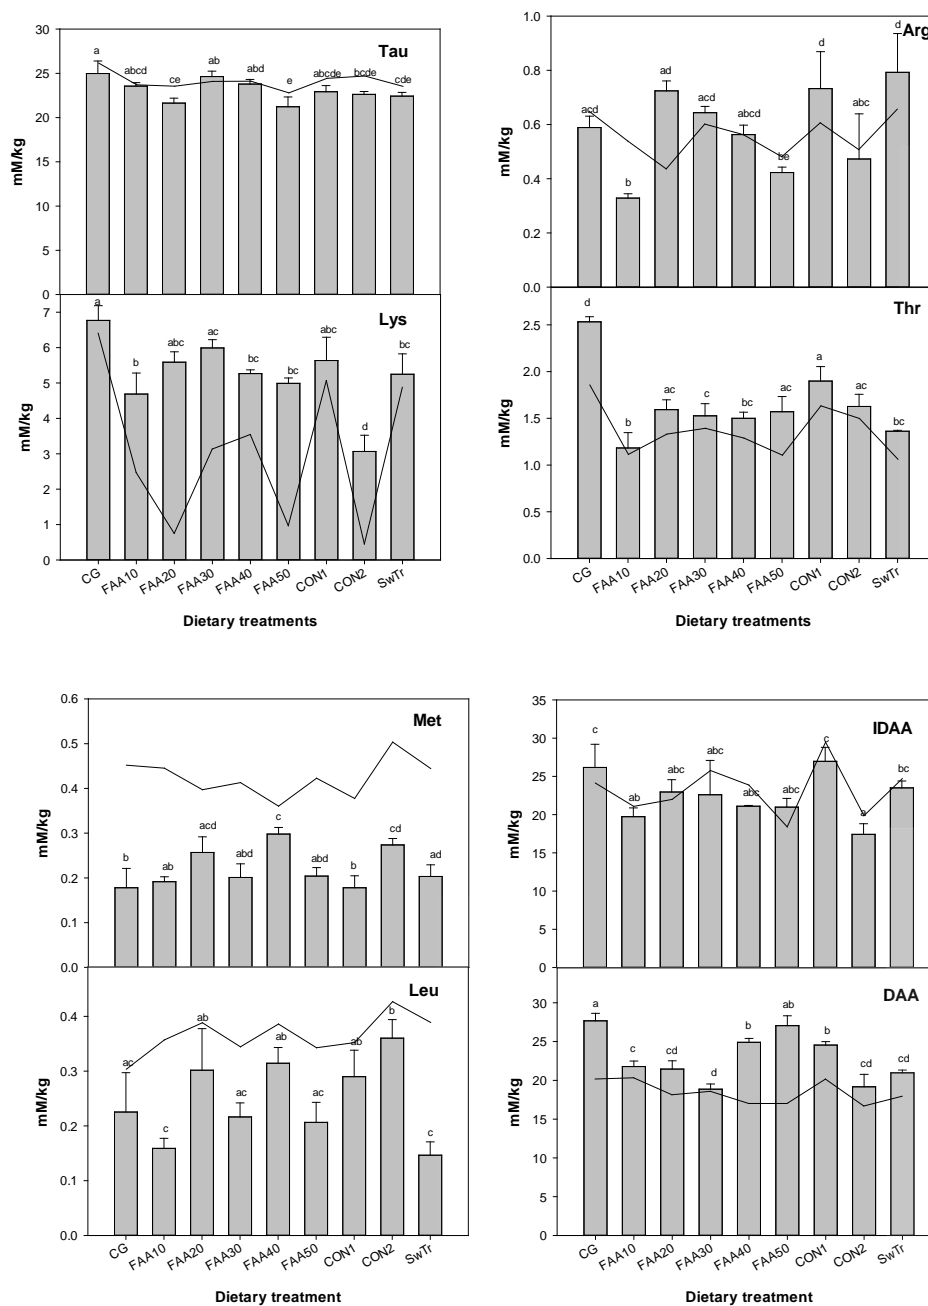 Tau
mM/kg
30
25
20
15
10
5
0
a
abcd
ce
ab
abd
e
abcde
bcde
cde
Arg
mM/kg
1.0
0.8
0.6
0.4
0.2
0.0
acd
b
ad
acd
abcd
be
d
abc
d
Lys
mM/kg
7
6
5
4
3
2
1
0
a
b
abc
ac
bc
bc
abc
d
bc
CG
FAA10
FAA20
FAA30
FAA40
FAA50
CON1
CON2
SwTr
Dietary treatments
Thr
mM/kg
2.5
2.0
1.5
1.0
0.5
0.0
d
b
ac
c
bc
ac
a
ac
bc
CG
FAA10
FAA20
FAA30
FAA40
FAA50
CON1
CON2
SwTr
Dietary treatments
Met
mM/kg
0.6
0.5
0.4
0.3
0.2
0.1
0.0
b
ab
acd
abd
c
abd
b
cd
ad
IDAA
mM/kg
35
30
25
20
15
10
5
0
c
ab
abc
abc
abc
abc
c
a
bc
Leu
mM/kg
0.4
0.3
0.2
0.1
0.0
ac
c
ab
ac
ab
ac
ab
b
c
CG
FAA10
FAA20
FAA30
FAA40
FAA50
CON1
CON2
SwTr
Dietary treatment
DAA
mM/kg
30
25
20
15
10
5
0
a
c
cd
d
b
ab
b
cd
cd
CG
FAA10
FAA20
FAA30
FAA40
FAA50
CON1
CON2
SwTr
Dietary treatment